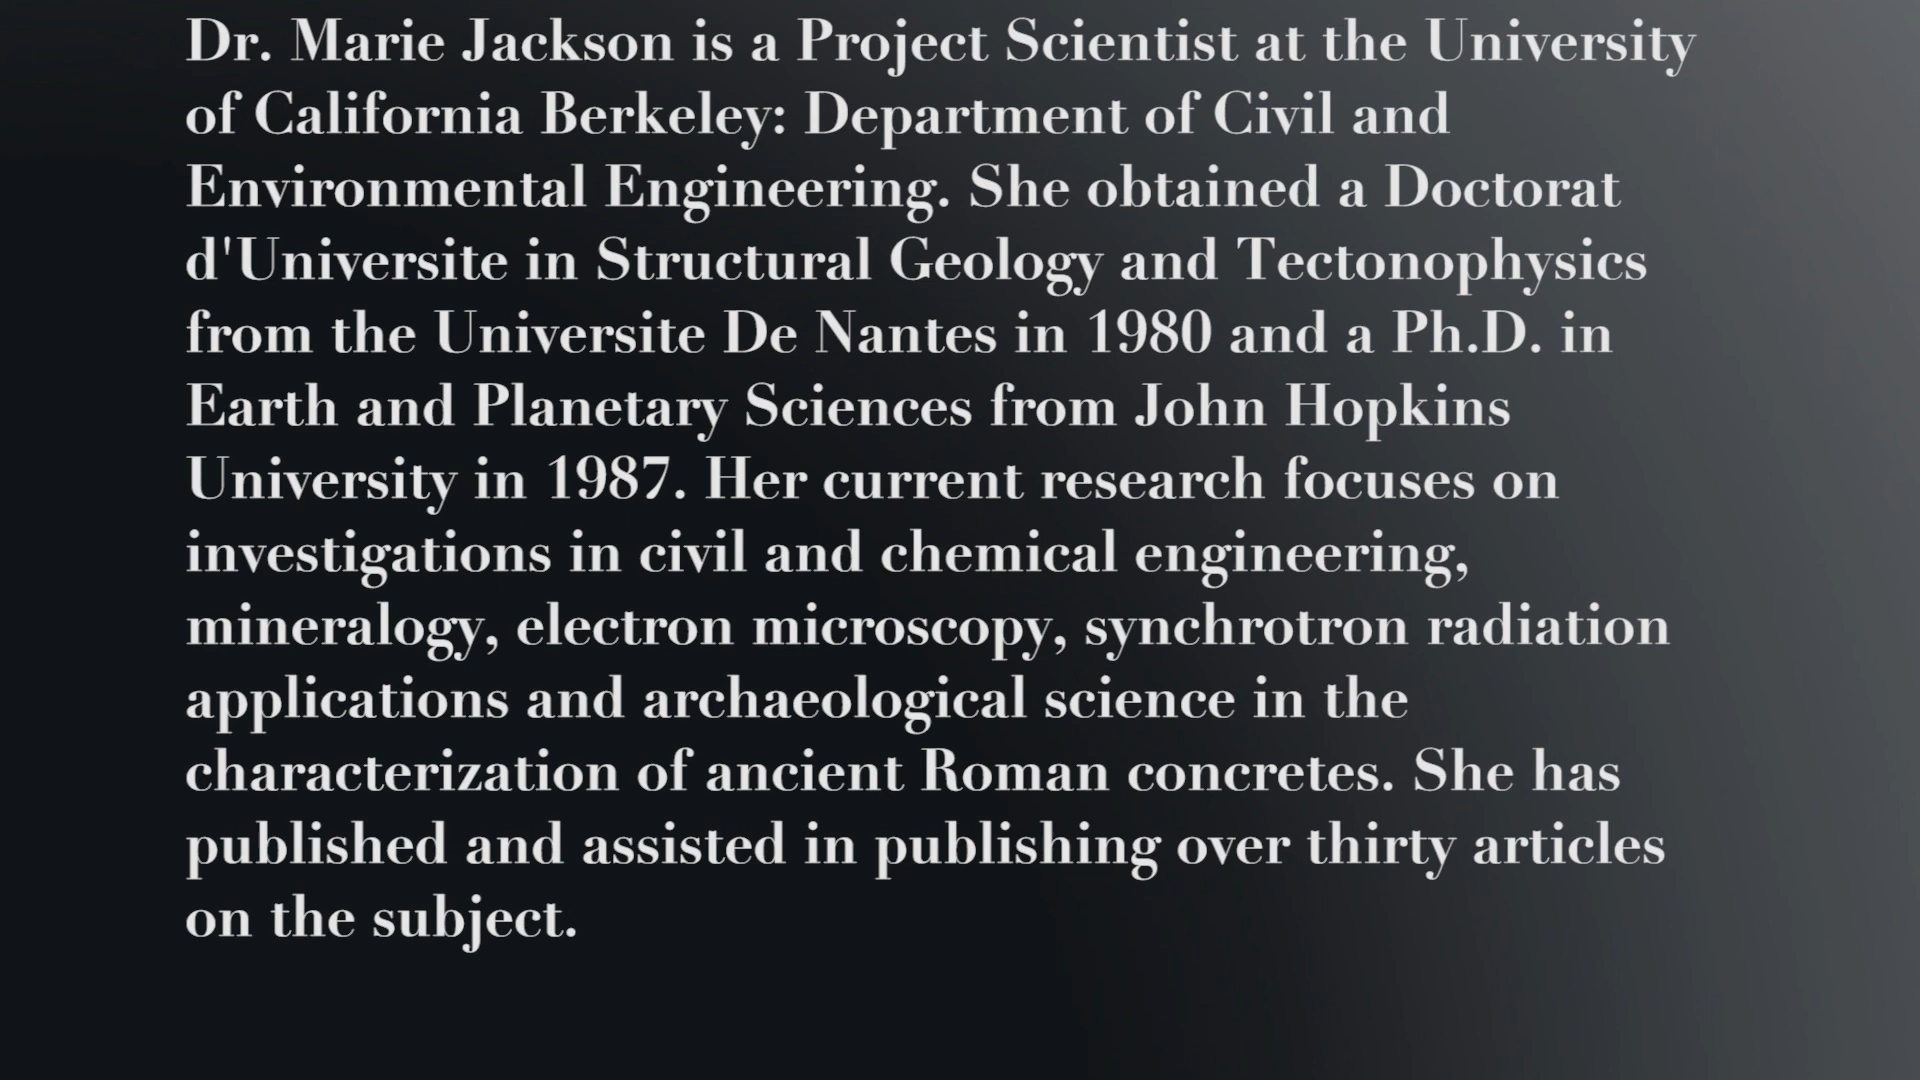 Dr. Marie Jackson is a Project Scientist at the University
of California Berkeley: Department of Civil and
Environmental Engineering. She obtained a Doctorat
d'Universite in Structural Geology and Tectonophysics
from the Universite De Nantes in 1980 and a Ph.D. in
Earth and Planetary Sciences from John Hopkins
University in 1987. Her current research focuses on
investigations in civil and chemical engineering,
mineralogy, electron microscopy, synchrotron radiation
applications and archaeological science in the
characterization of ancient Roman concretes. She has
published and assisted in publishing over thirty articles
on the subject.